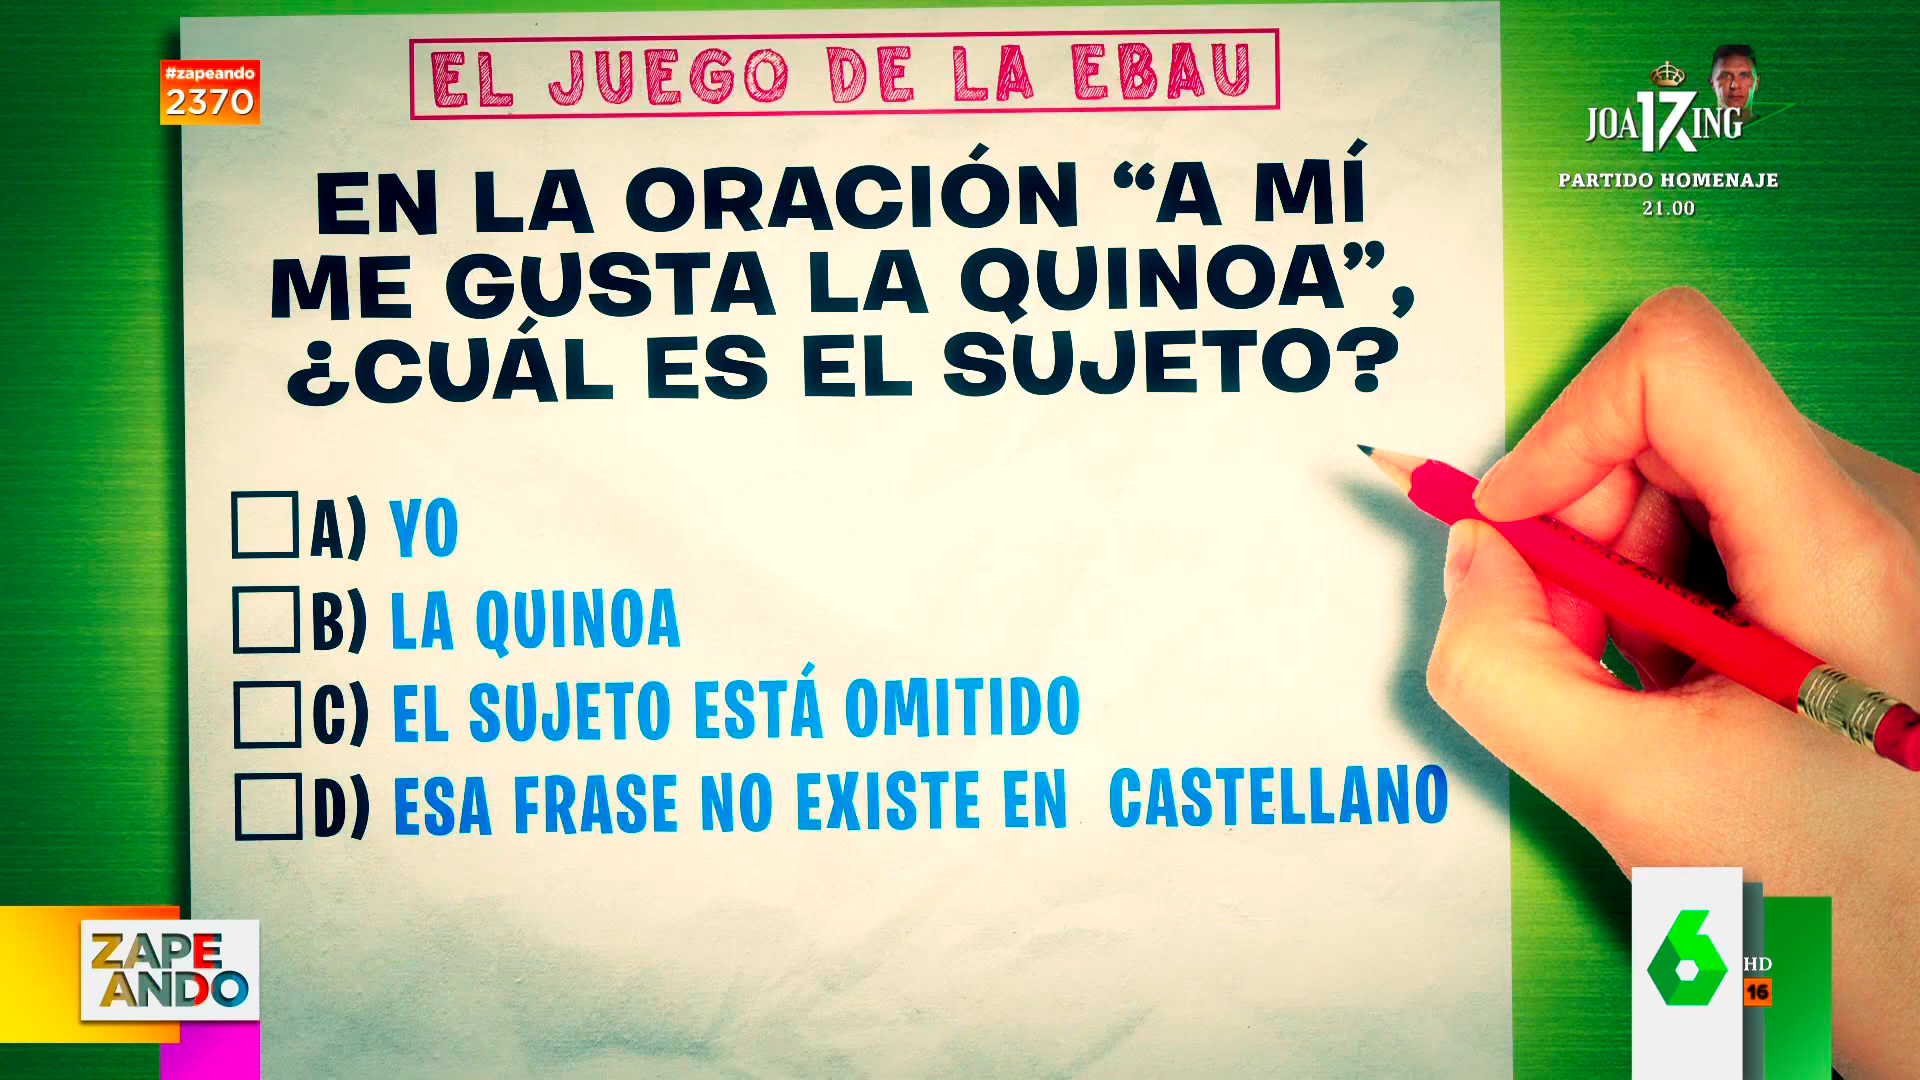 #zapeando
2370
EL JUEGO DE LA EBAU
JOA17KING
PARTIDO HOMENAJE
21.00
EN LA ORACIÓN “A MÍ
ME GUSTA LA QUINOA”,
¿CUÁL ES EL SUJETO?
A) YO
B) LA QUINOA
C) EL SUJETO ESTÁ OMITIDO
D) ESA FRASE NO EXISTE EN CASTELLANO
ZAPE
ANDO
6
HD
16